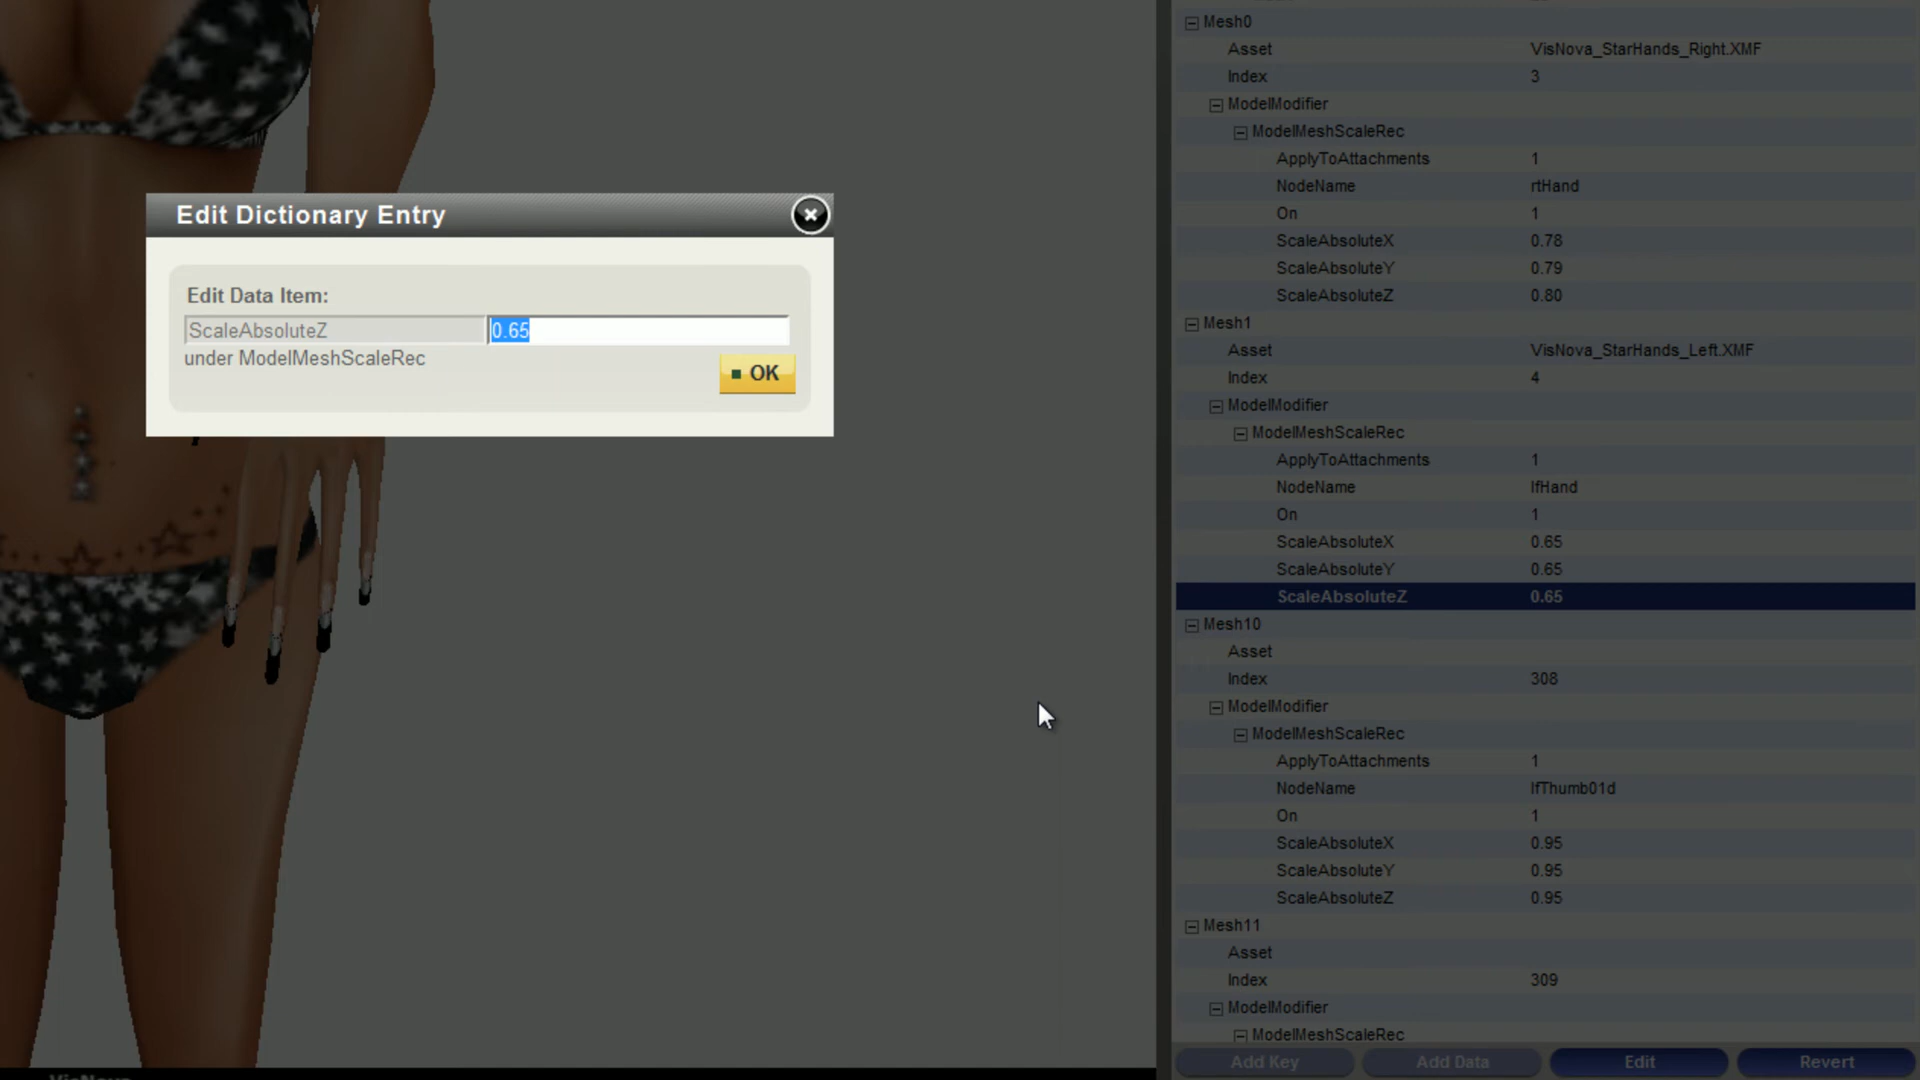 Mesh0
Asset VisNova_StarHands_Right.XMF
Index 3
ModelModifier
ModelMeshScaleRec
ApplyToAttachments 1
NodeName rtHand
On 1
ScaleAbsoluteX 0.78
ScaleAbsoluteY 0.79
ScaleAbsoluteZ 0.80
Mesh1
Asset VisNova_StarHands_Left.XMF
Index 4
ModelModifier
ModelMeshScaleRec
ApplyToAttachments 1
NodeName lfHand
On 1
ScaleAbsoluteX 0.65
ScaleAbsoluteY 0.65
ScaleAbsoluteZ 0.65
Mesh10
Asset
Index 308
ModelModifier
ModelMeshScaleRec
ApplyToAttachments 1
NodeName lfThumb01d
On 1
ScaleAbsoluteX 0.95
ScaleAbsoluteY 0.95
ScaleAbsoluteZ 0.95
Mesh11
Asset
Index 309
ModelModifier
ModelMeshScaleRec
Add Key Add Data Edit Revert
Edit Dictionary Entry
Edit Data Item:
ScaleAbsoluteZ 0.65
under ModelMeshScaleRec
OK